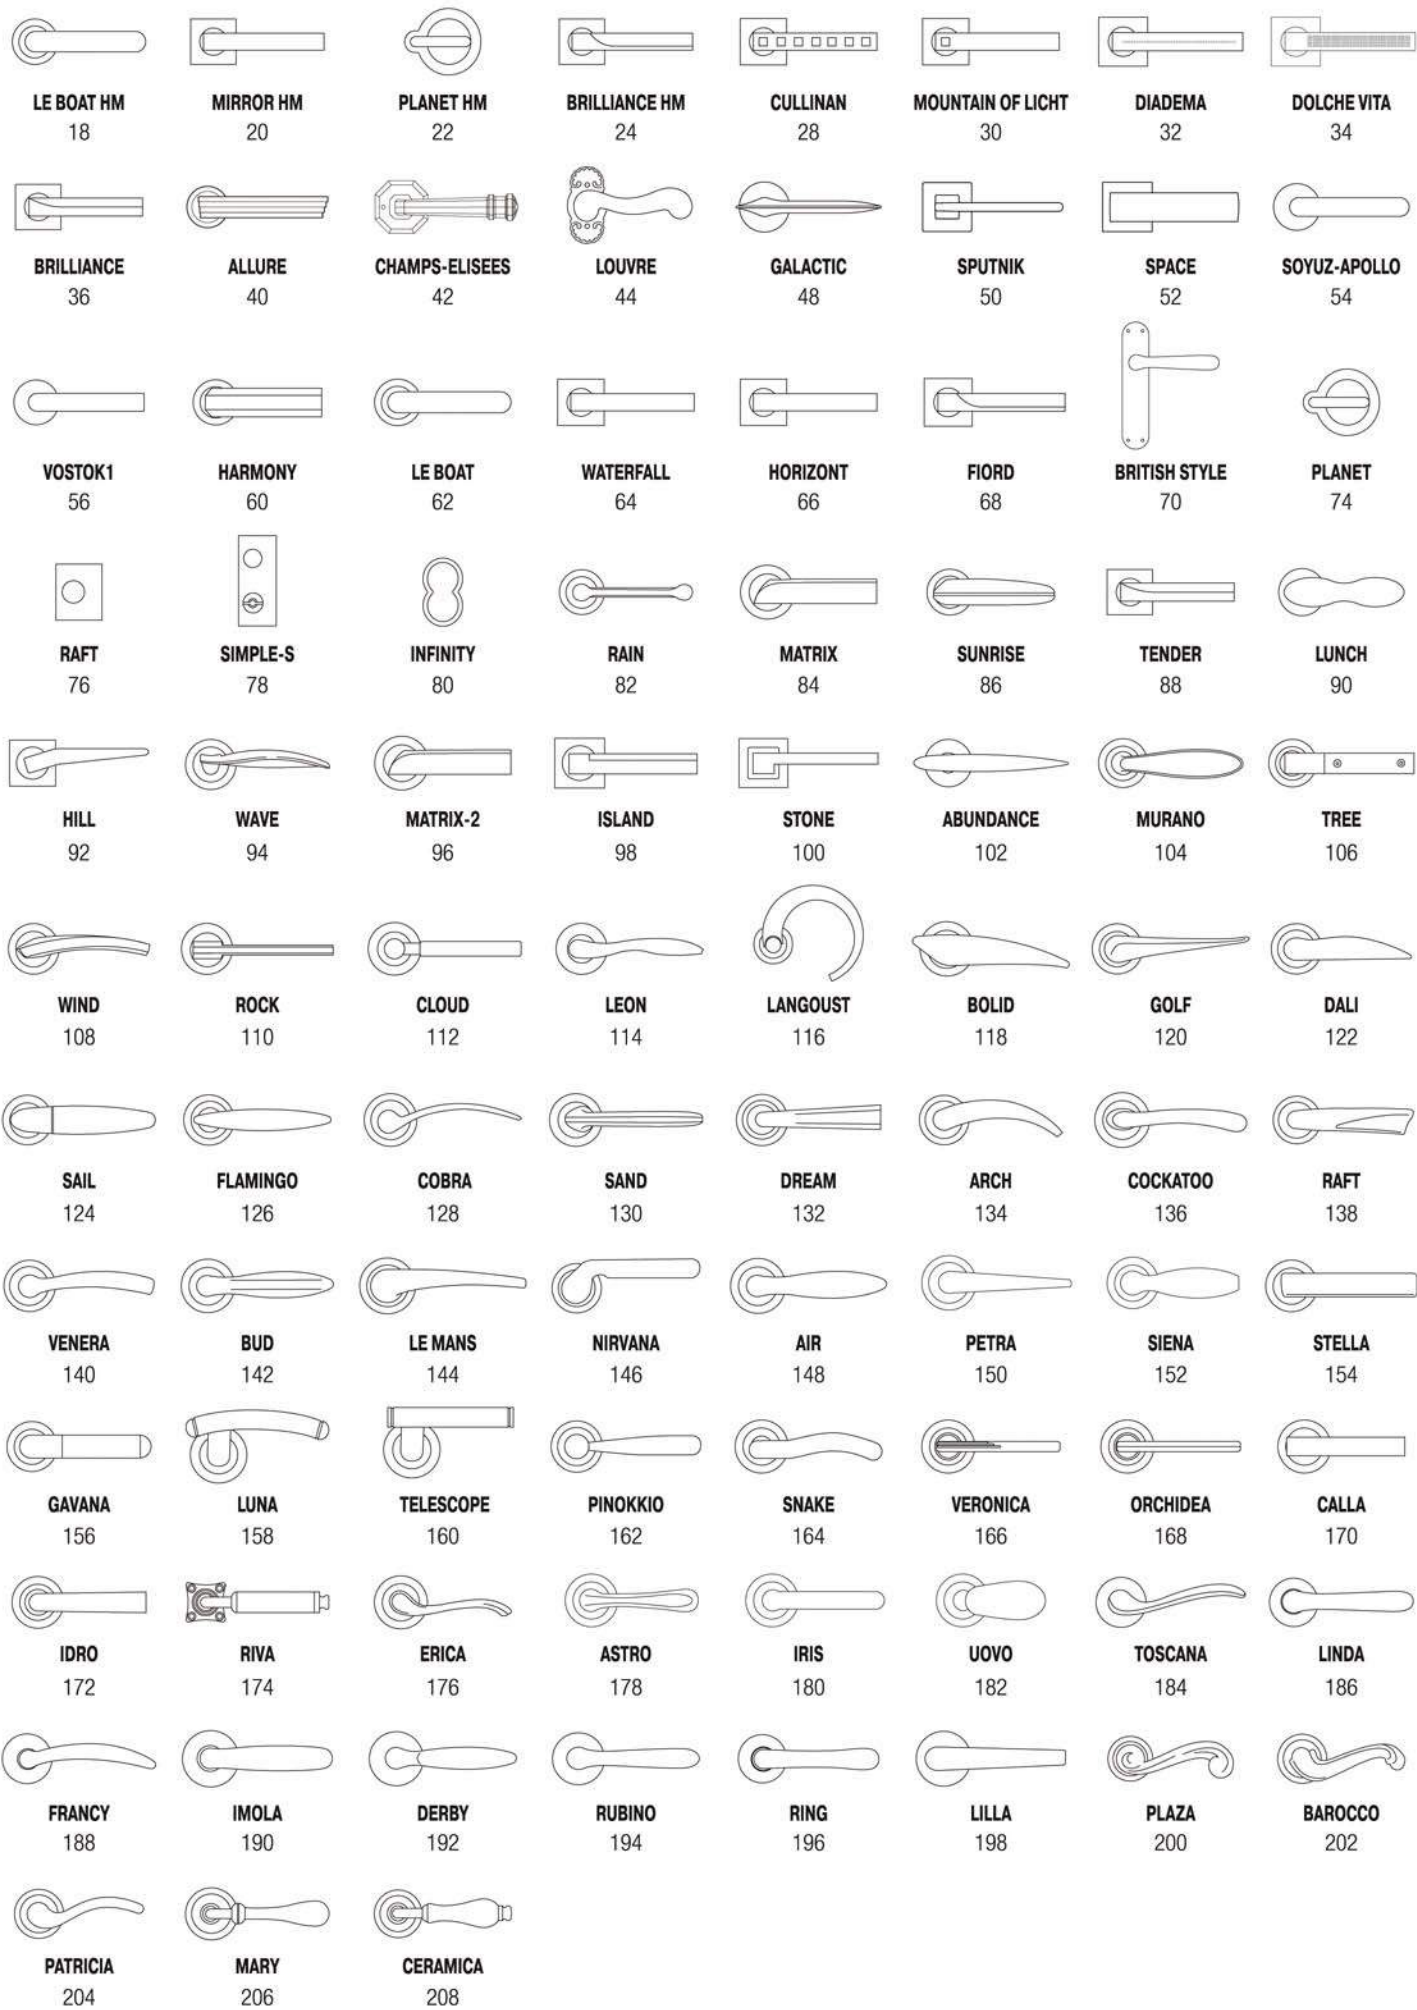 LE BOAT HM MIRROR HM PLANET HM BRILLIANCE HM CULLINAN MOUNTAIN OF LICHT DIADEMA DOLCHE VITA
18 20 22 24 28 30 32 34
BRILLIANCE ALLURE CHAMPS-ELISEES LOUVRE GALACTIC SPUTNIK SPACE SOYUZ-APOLLO
36 40 42 44 48 50 52 54
VOSTOK1 HARMONY LE BOAT WATERFALL HORIZONT FIORD BRITISH STYLE PLANET
56 60 62 64 66 68 70 74
RAFT SIMPLE-S INFINITY RAIN MATRIX SUNRISE TENDER LUNCH
76 78 80 82 84 86 88 90
HILL WAVE MATRIX-2 ISLAND STONE ABUNDANCE MURANO TREE
92 94 96 98 100 102 104 106
WIND ROCK CLOUD LEON LANGOUST BOLID GOLF DALI
108 110 112 114 116 118 120 122
SAIL FLAMINGO COBRA SAND DREAM ARCH COCKATOO RAFT
124 126 128 130 132 134 136 138
VENERA BUD LE MANS NIRVANA AIR PETRA SIENA STELLA
140 142 144 146 148 150 152 154
GAVANA LUNA TELESCOPE PINOKKIO SNAKE VERONICA ORCHIDEA CALLA
156 158 160 162 164 166 168 170
IDRO RIVA ERICA ASTRO IRIS UOVO TOSCANA LINDA
172 174 176 178 180 182 184 186
FRANCY IMOLA DERBY RUBINO RING LILLA PLAZA BAROCCO
188 190 192 194 196 198 200 202
PATRICIA MARY CERAMICA
204 206 208